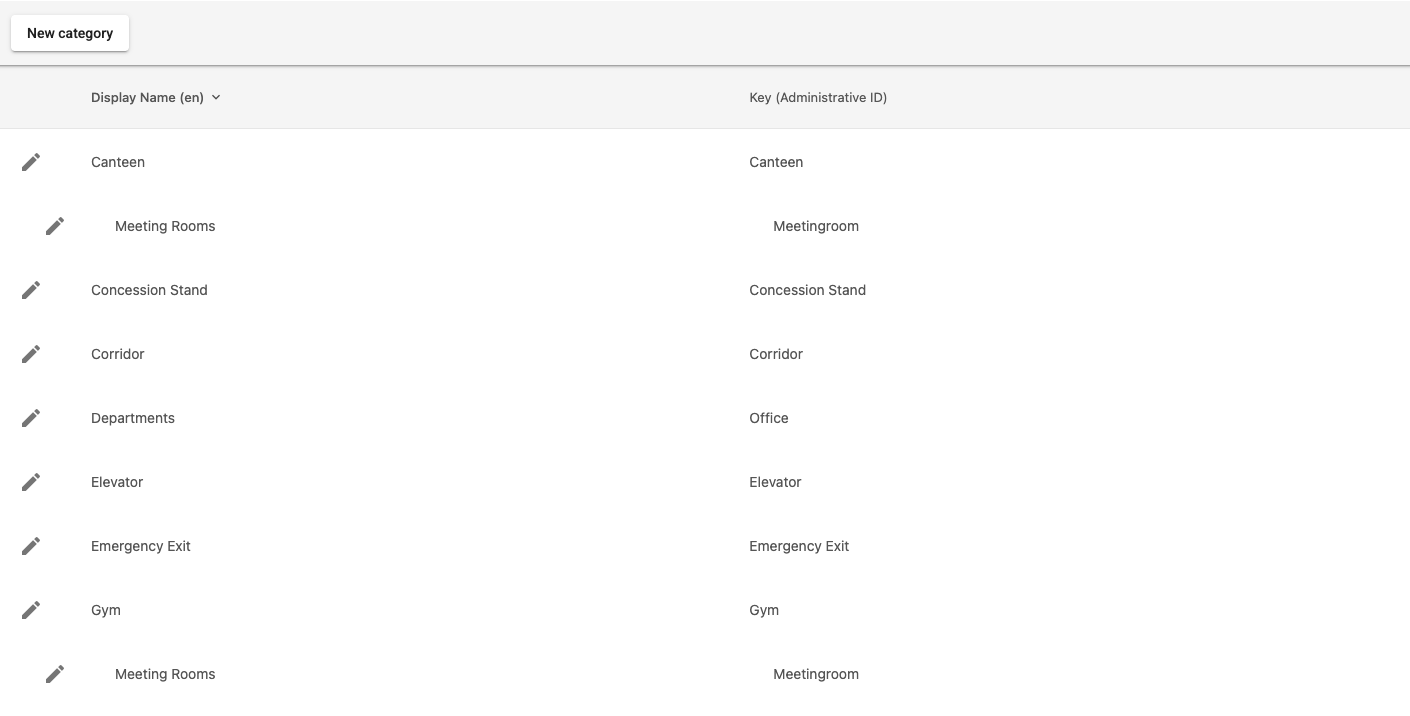 New category
Display Name (en) Key (Administrative ID)
Canteen Canteen
Meeting Rooms Meetingroom
Concession Stand Concession Stand
Corridor Corridor
Departments Office
Elevator Elevator
Emergency Exit Emergency Exit
Gym Gym
Meeting Rooms Meetingroom